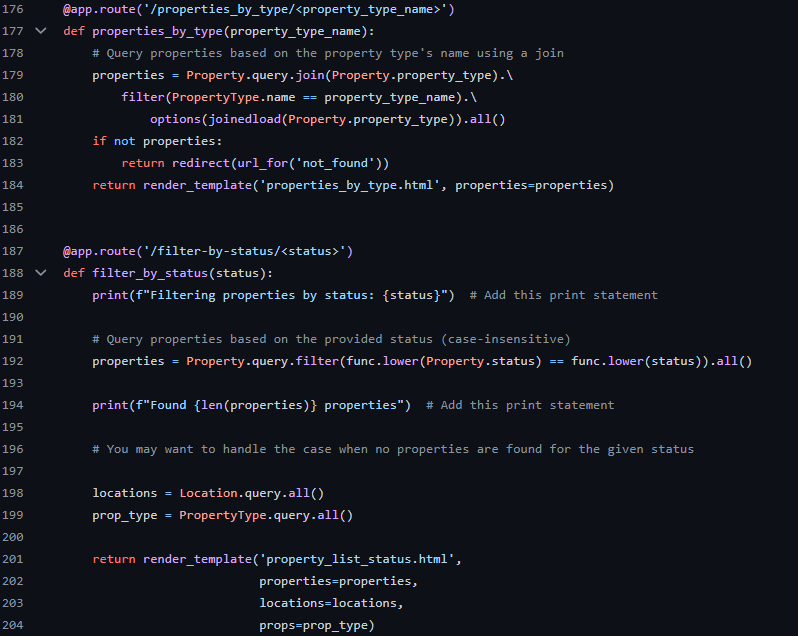 176 @app.route('/properties_by_type/<property_type_name>')
177 def properties_by_type(property_type_name):
178     # Query properties based on the property type's name using a join
179     properties = Property.query.join(Property.property_type).\
180         filter(PropertyType.name == property_type_name).\
181             options(joinedload(Property.property_type)).all()
182     if not properties:
183         return redirect(url_for('not_found'))
184     return render_template('properties_by_type.html', properties=properties)
185
186
187 @app.route('/filter-by-status/<status>')
188 def filter_by_status(status):
189     print(f"Filtering properties by status: {status}")  # Add this print statement
190
191     # Query properties based on the provided status (case-insensitive)
192     properties = Property.query.filter(func.lower(Property.status) == func.lower(status)).all()
193
194     print(f"Found {len(properties)} properties")  # Add this print statement
195
196     # You may want to handle the case when no properties are found for the given status
197
198     locations = Location.query.all()
199     prop_type = PropertyType.query.all()
200
201     return render_template('property_list_status.html',
202                            properties=properties,
203                            locations=locations,
204                            props=prop_type)